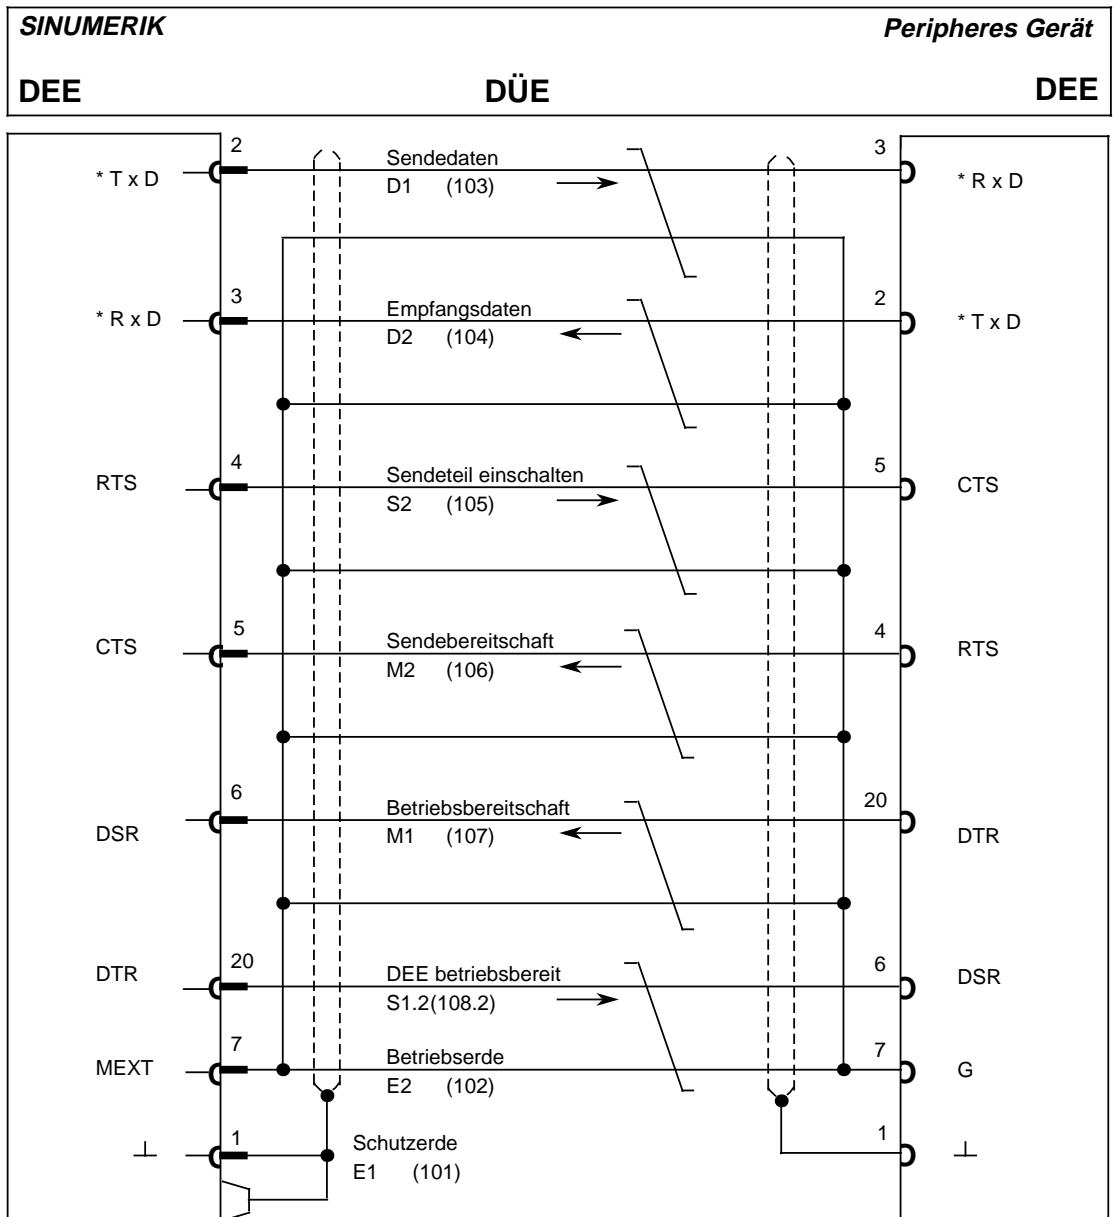 SINUMERIK Peripheres Gerät
DEE DÜE DEE
2 Sendedaten 3
* T x D D1 (103) * R x D
3 Empfangsdaten 2
* R x D D2 (104) * T x D
4 Sendeteil einschalten 5
RTS S2 (105) CTS
5 Sendebereitschaft 4
CTS M2 (106) RTS
6 Betriebsbereitschaft 20
DSR M1 (107) DTR
20 DEE betriebsbereit 6
DTR S1.2(108.2) DSR
7 Betriebserde 7
MEXT E2 (102) G
1 Schutzerde 1
E1 (101)